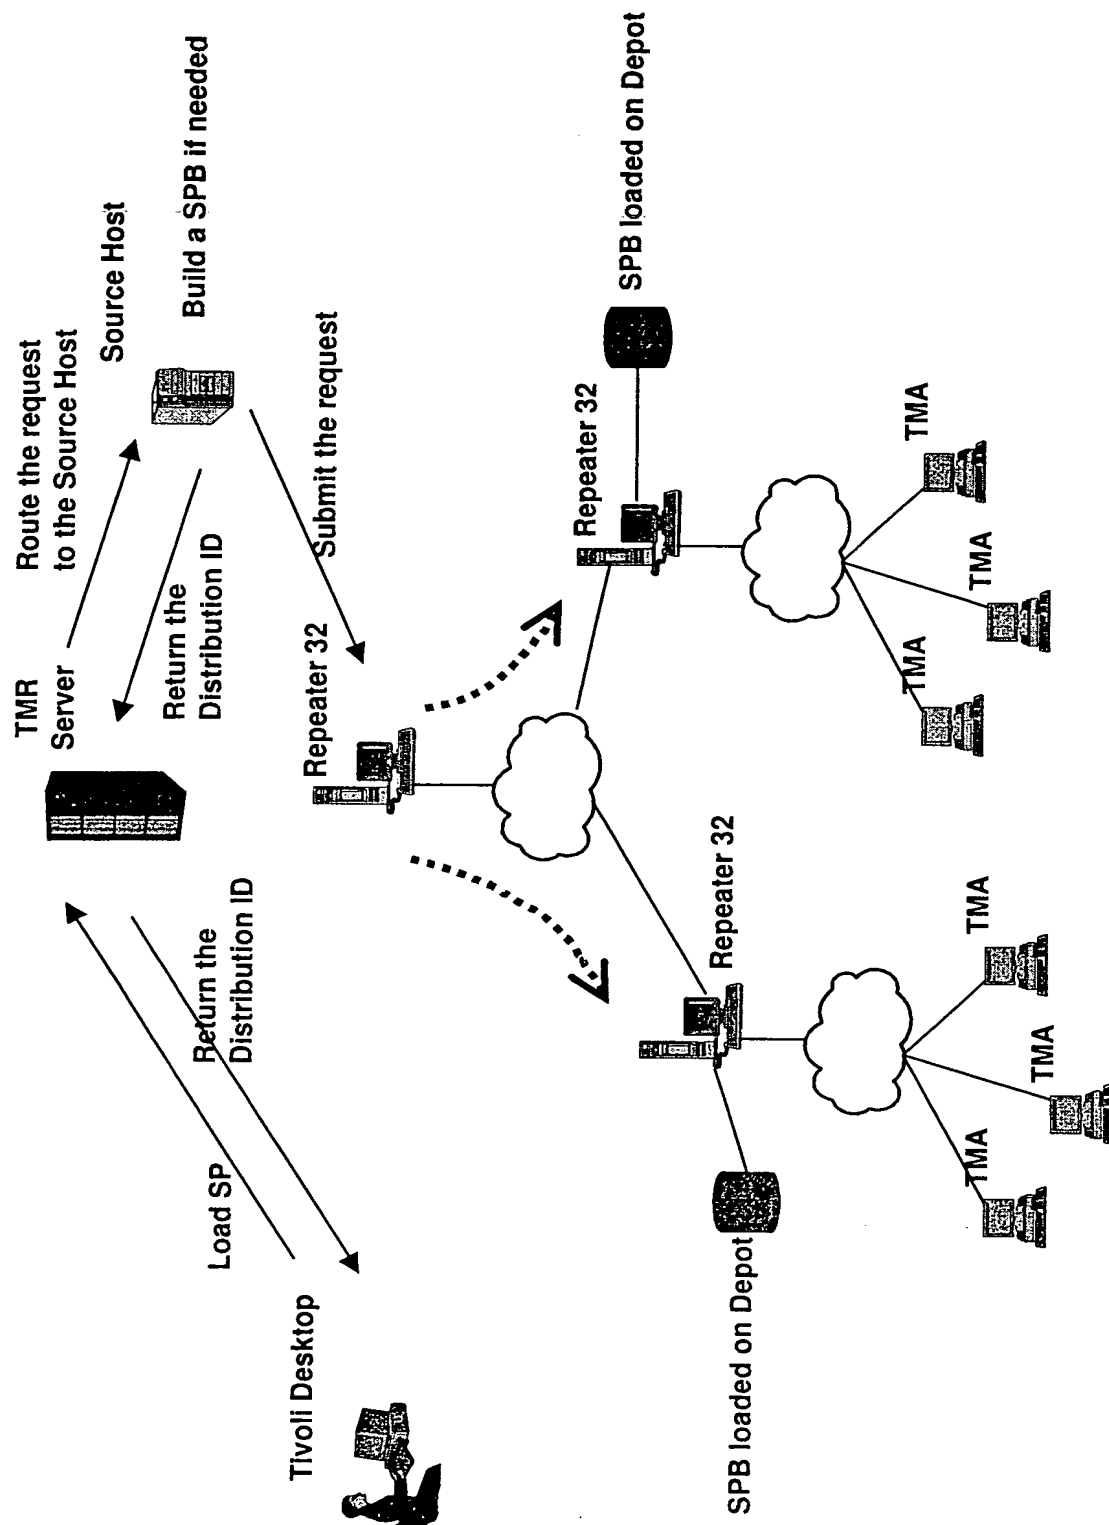 TMR
Server
Route the request
to the Source Host
Source Host
Build a SPB if needed
Return the
Distribution ID
Submit the request
Load SP
Return the
Distribution ID
Tivoli Desktop
Repeater 32
Repeater 32
SPB loaded on Depot
Repeater 32
SPB loaded on Depot
TMA
TMA
TMA
TMA
TMA
TMA